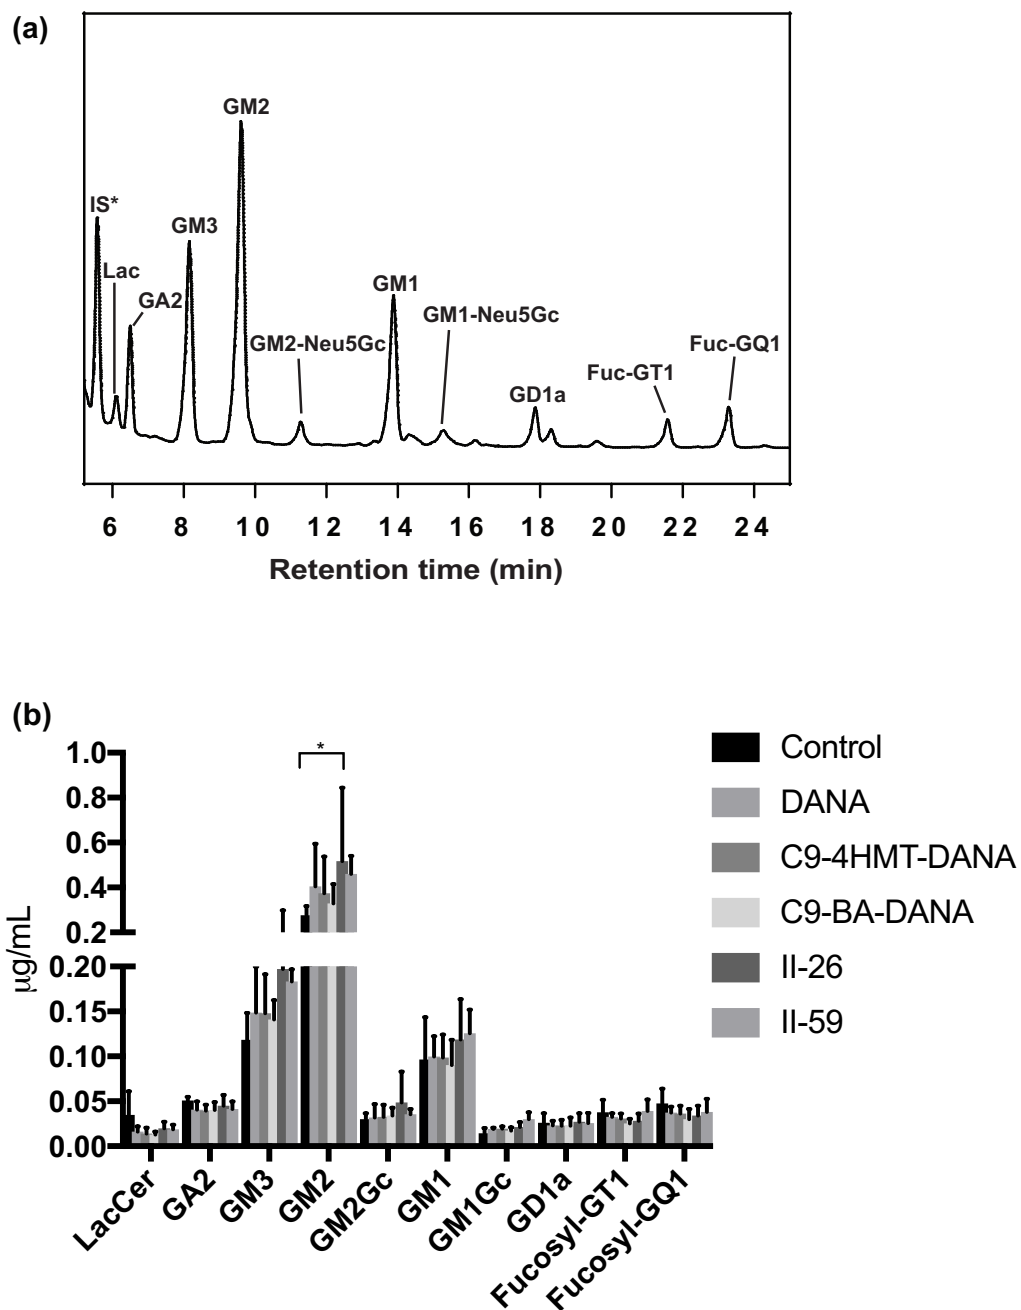 (a)
GM2
IS*
GM3
Lac
GA2
GM1
GM1-Neu5Gc
GM2-Neu5Gc
Fuc-GQ1
Fuc-GT1
GD1a
6 8 10 12 14 16 18 20 22 24
Retention time (min)
(b)
1.0
0.8
0.6
0.4
0.2
0.20
0.15
0.10
0.05
0.00
µg/mL
*
LacCer
GA2
GM3
GM2
GM2Gc
GM1
GM1Gc
GD1a
Fucosyl-GT1
Fucosyl-GQ1
Control
DANA
C9-4HMT-DANA
C9-BA-DANA
II-26
II-59